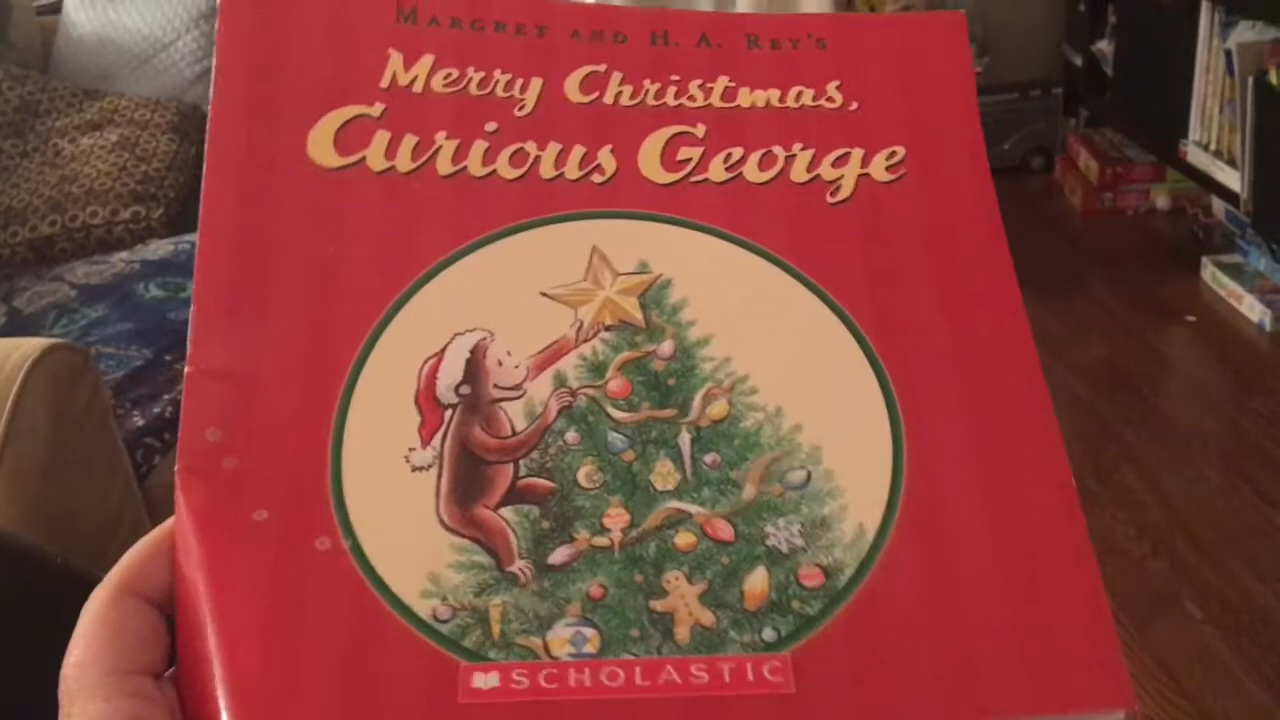 MARGRET AND H. A. REY'S
Merry Christmas,
Curious George
SCHOLASTIC